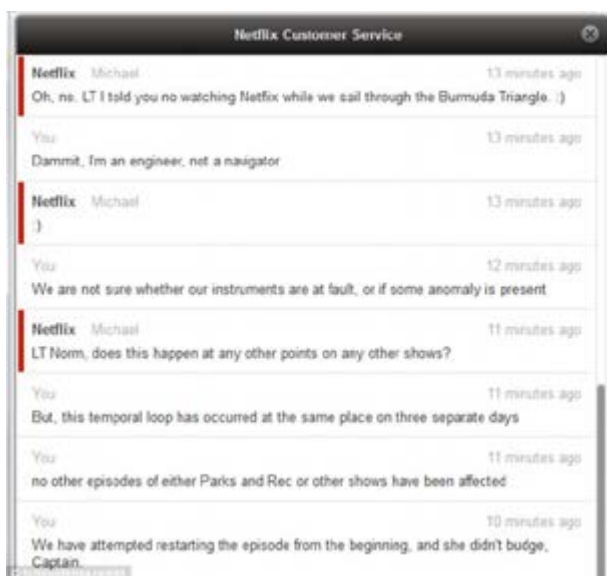 Netflix Customer Service
Netflix Michael 13 minutes ago
Oh, no. LT I told you no watching Netflix while we sail through the Burmuda Triangle. :)
You 13 minutes ago
Dammit, I'm an engineer, not a navigator
Netflix Michael 13 minutes ago
:)
You 12 minutes ago
We are not sure whether our instruments are at fault, or if some anomaly is present
Netflix Michael 11 minutes ago
LT Norm, does this happen at any other points on any other shows?
You 11 minutes ago
But, this temporal loop has occurred at the same place on three separate days
You 11 minutes ago
no other episodes of either Parks and Rec or other shows have been affected
You 10 minutes ago
We have attempted restarting the episode from the beginning, and she didn't budge,
Captain.